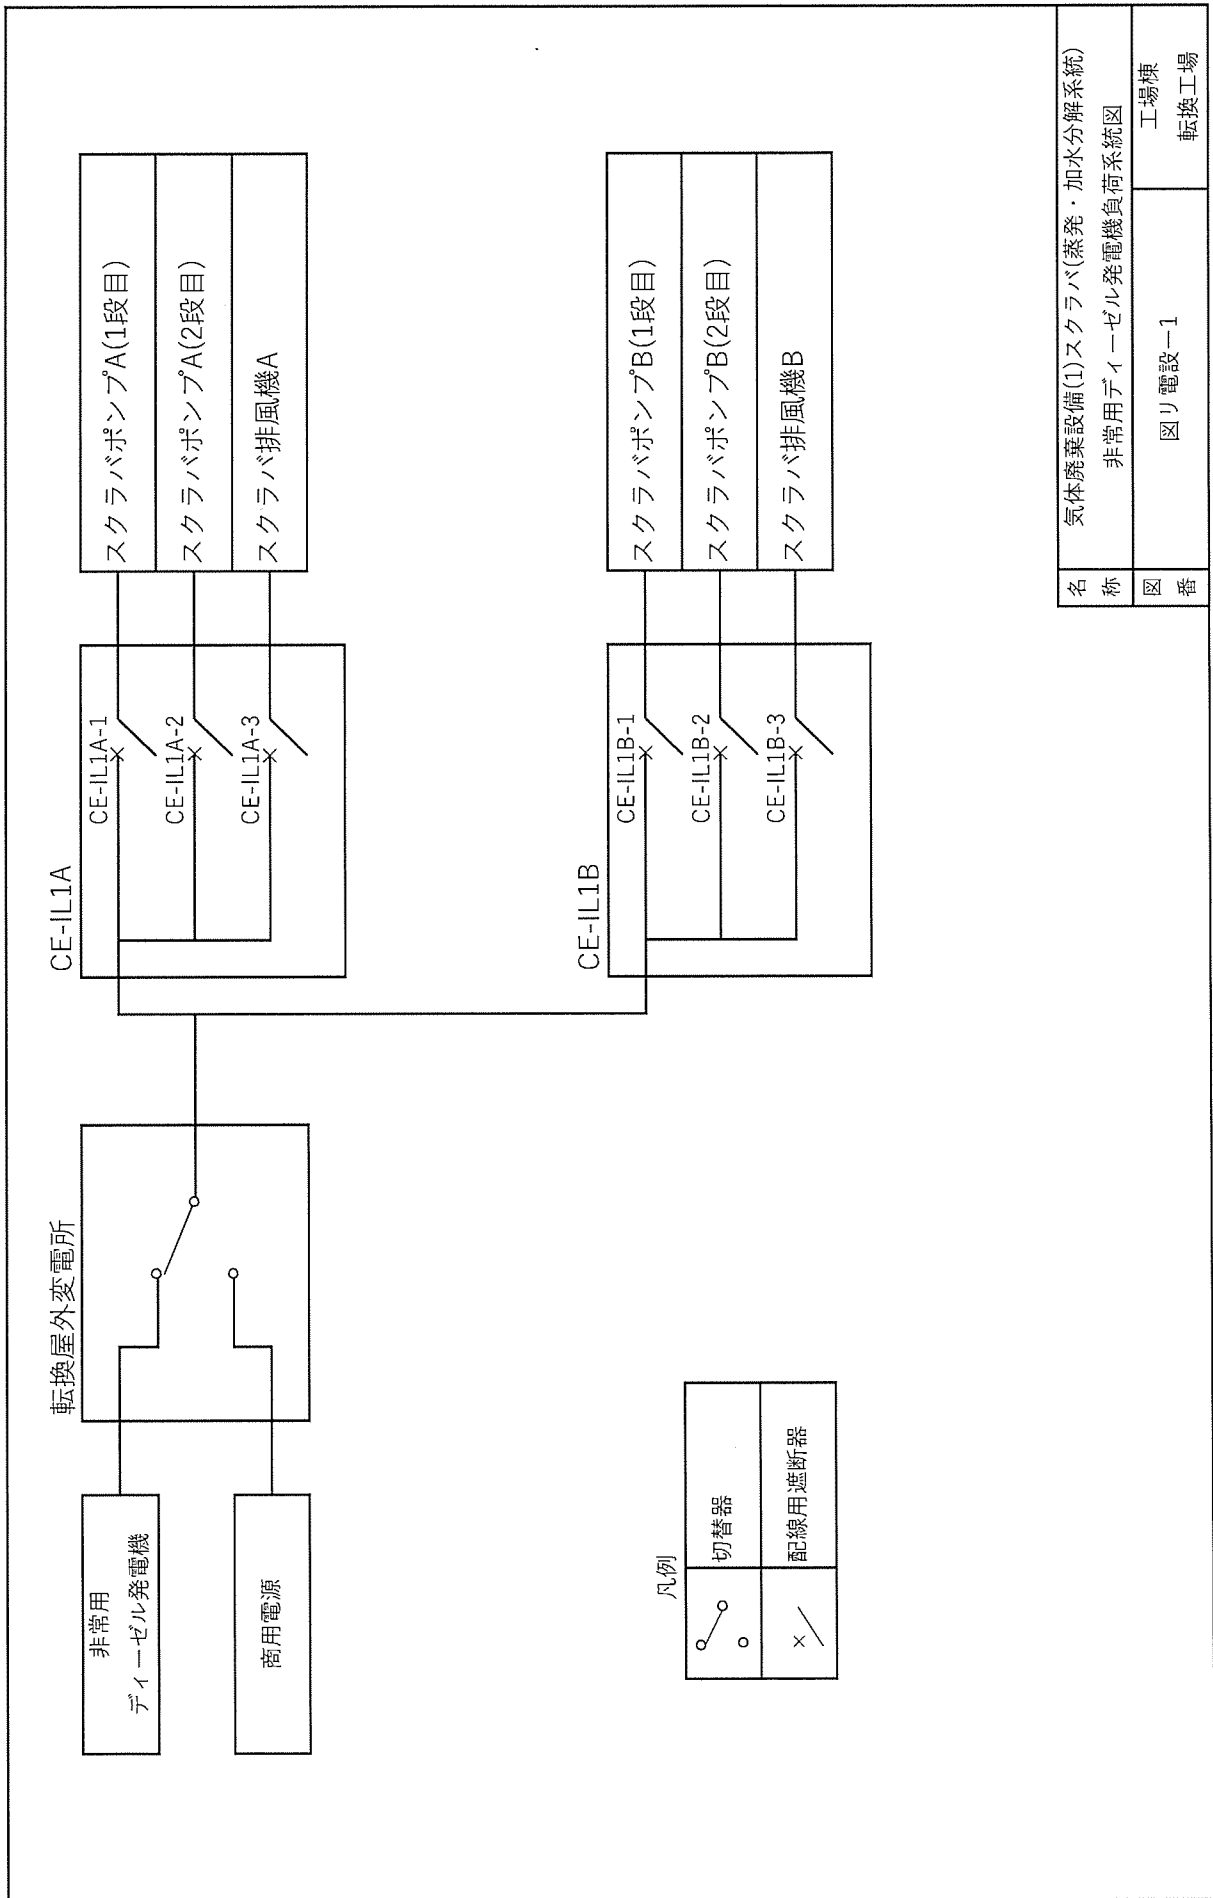 非常用
ディーゼル発電機
商用電源
転換屋外変電所
CE-IL1A
CE-IL1A-1
CE-IL1A-2
CE-IL1A-3
スクラバポンプA(1段目)
スクラバポンプA(2段目)
スクラバ排風機A
CE-IL1B
CE-IL1B-1
CE-IL1B-2
CE-IL1B-3
スクラバポンプB(1段目)
スクラバポンプB(2段目)
スクラバ排風機B
凡例
切替器
配線用遮断器
名称
気体廃棄設備(1)スクラバ(蒸発・加水分解系統)
非常用ディーゼル発電機負荷系統図
図番
図リ電設ー1
工場棟
転換工場